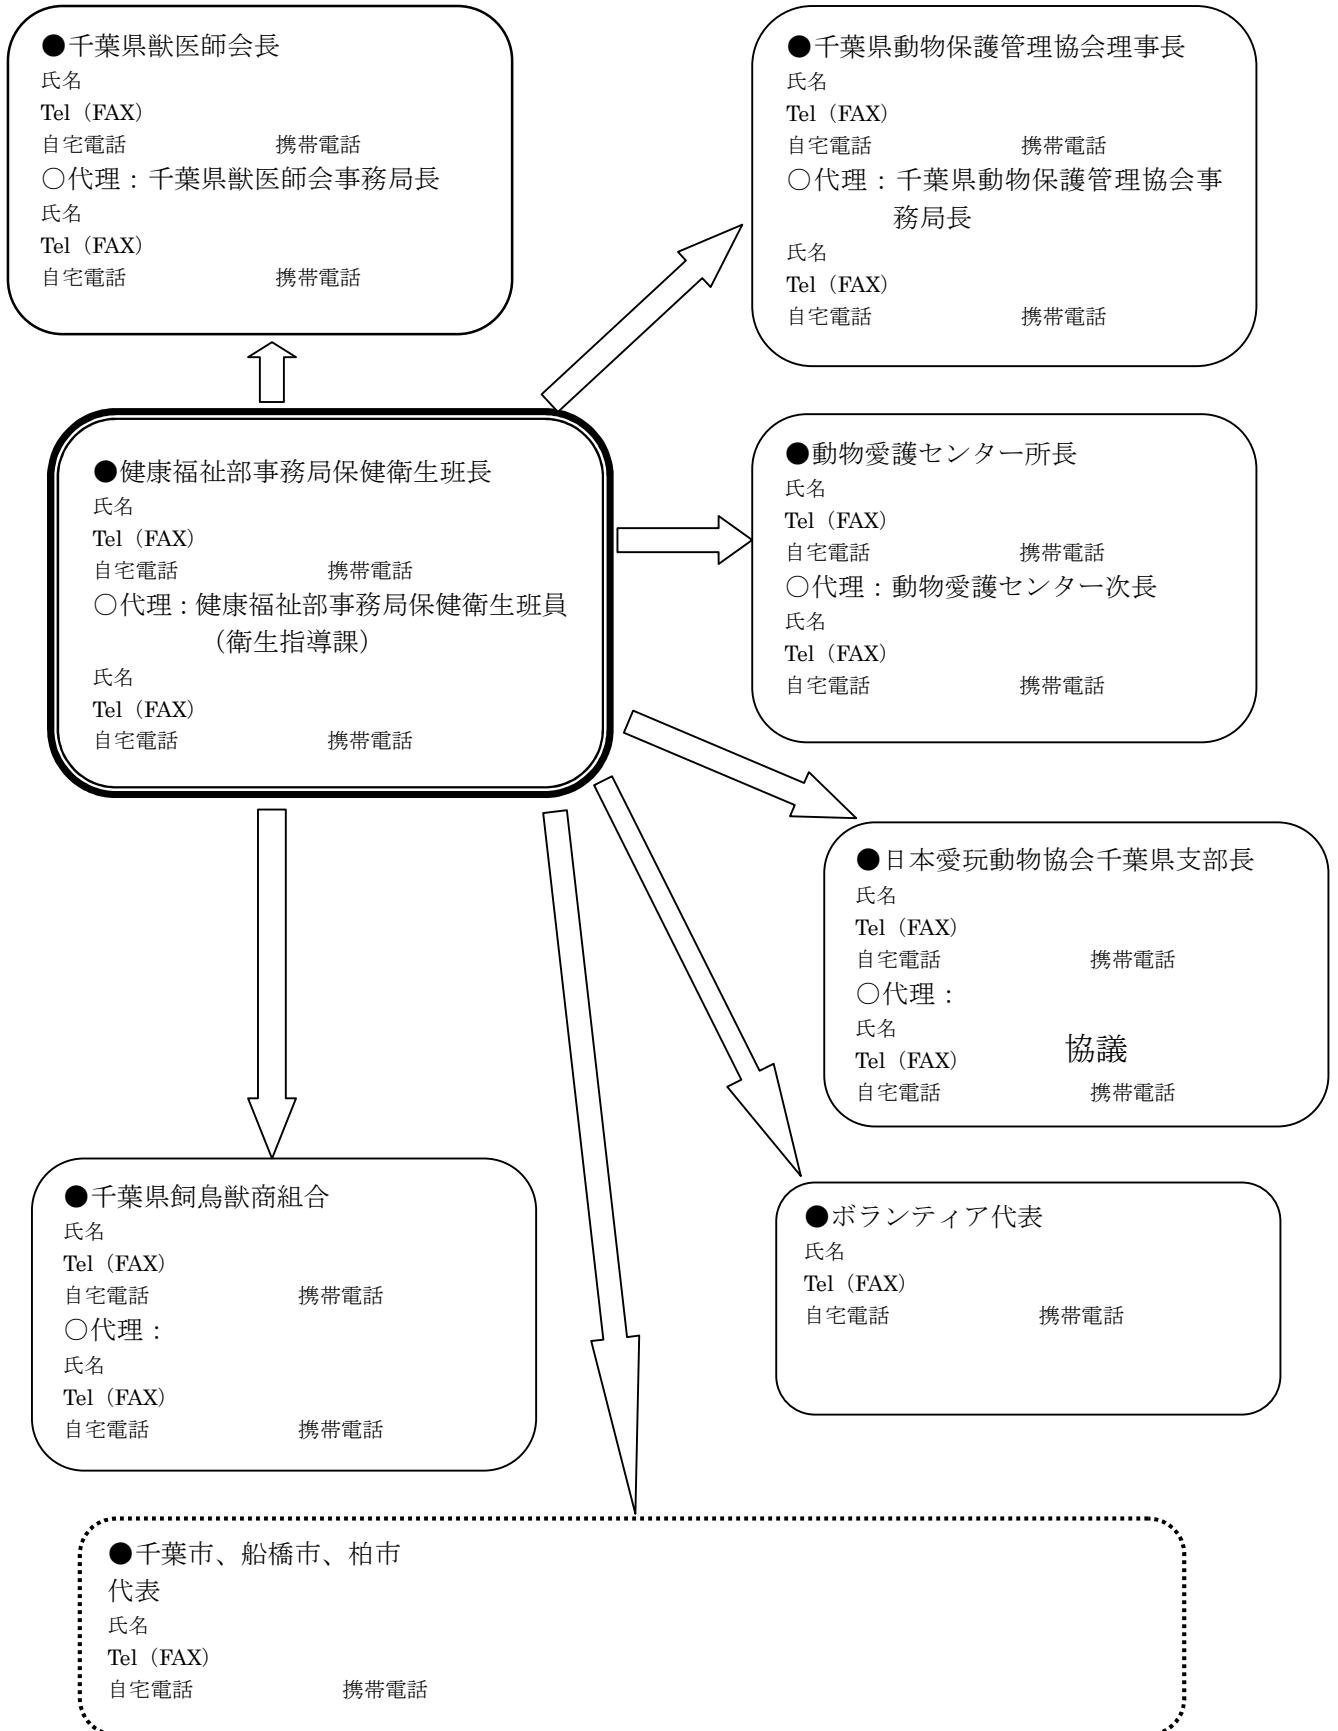 ●千葉県獣医師会長
氏名
Tel（FAX）
自宅電話 携帯電話
○代理：千葉県獣医師会事務局長
氏名
Tel（FAX）
自宅電話 携帯電話
●千葉県動物保護管理協会理事長
氏名
Tel（FAX）
自宅電話 携帯電話
○代理：千葉県動物保護管理協会事
務局長
氏名
Tel（FAX）
自宅電話 携帯電話
●健康福祉部事務局保健衛生班長
氏名
Tel（FAX）
自宅電話 携帯電話
○代理：健康福祉部事務局保健衛生班員
（衛生指導課）
氏名
Tel（FAX）
自宅電話 携帯電話
●動物愛護センター所長
氏名
Tel（FAX）
自宅電話 携帯電話
○代理：動物愛護センター次長
氏名
Tel（FAX）
自宅電話 携帯電話
●日本愛玩動物協会千葉県支部長
氏名
Tel（FAX）
自宅電話 携帯電話
○代理：
氏名
協議
Tel（FAX）
自宅電話 携帯電話
●千葉県飼鳥獣商組合
氏名
Tel（FAX）
自宅電話 携帯電話
○代理：
氏名
Tel（FAX）
自宅電話 携帯電話
●ボランティア代表
氏名
Tel（FAX）
自宅電話 携帯電話
●千葉市、船橋市、柏市
代表
氏名
Tel（FAX）
自宅電話 携帯電話